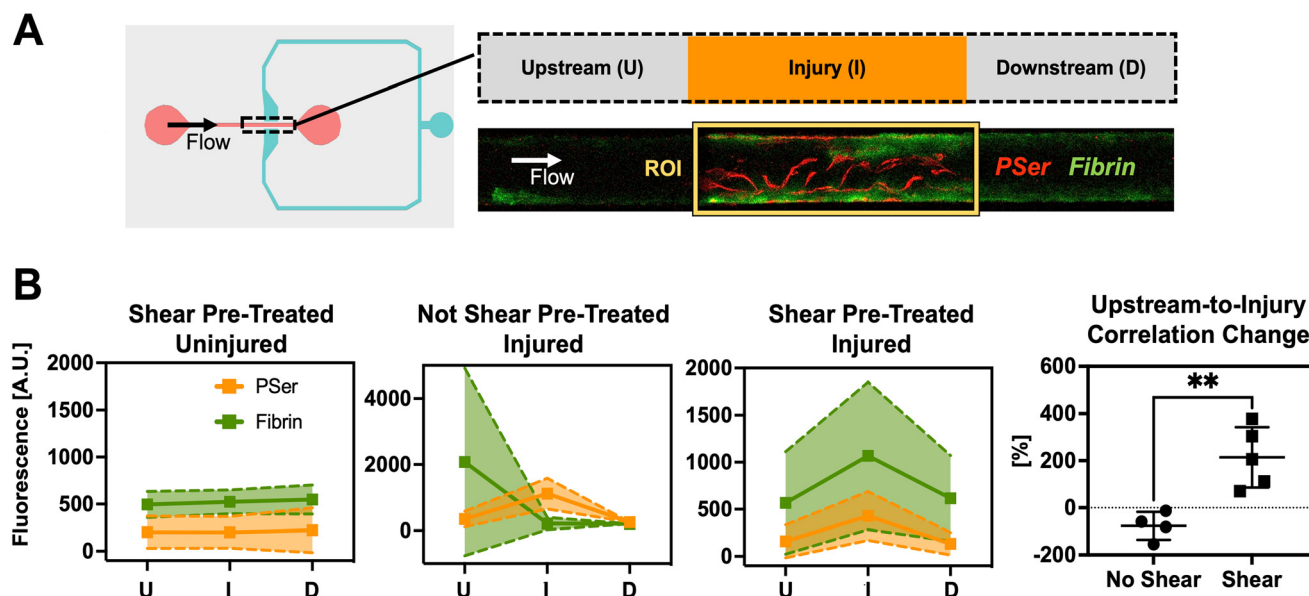 A
Flow
Upstream (U)
Injury (I)
Downstream (D)
Flow
ROI
PSer Fibrin
B
Shear Pre-Treated
Uninjured
Fluorescence [A.U.]
2000
1500
1000
500
0
PSer
Fibrin
U I D
Not Shear Pre-Treated
Injured
4000
2000
0
U I D
Shear Pre-Treated
Injured
2000
1500
1000
500
0
U I D
Upstream-to-Injury
Correlation Change
[%]
600
400
200
0
-200
**
No Shear
Shear